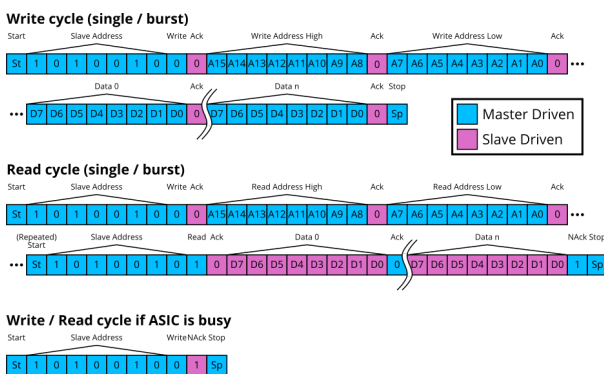 Write cycle (single / burst)
Start Slave Address Write Ack Write Address High Ack Write Address Low Ack
St 1 0 1 0 0 1 0 0 0 A15 A14 A13 A12 A11 A10 A9 A8 0 A7 A6 A5 A4 A3 A2 A1 A0 0 •••
Data 0 Ack Data n Ack Stop
••• D7 D6 D5 D4 D3 D2 D1 D0 0 D7 D6 D5 D4 D3 D2 D1 D0 0 Sp
Master Driven
Slave Driven
Read cycle (single / burst)
Start Slave Address Write Ack Read Address High Ack Read Address Low Ack
St 1 0 1 0 0 1 0 0 0 A15 A14 A13 A12 A11 A10 A9 A8 0 A7 A6 A5 A4 A3 A2 A1 A0 0 •••
(Repeated) Start Slave Address Read Ack Data 0 Ack Data n NAck Stop
••• St 1 0 1 0 0 1 0 1 0 D7 D6 D5 D4 D3 D2 D1 D0 0 D7 D6 D5 D4 D3 D2 D1 D0 1 Sp
Write / Read cycle if ASIC is busy
Start Slave Address Write NAck Stop
St 1 0 1 0 0 1 0 0 1 Sp